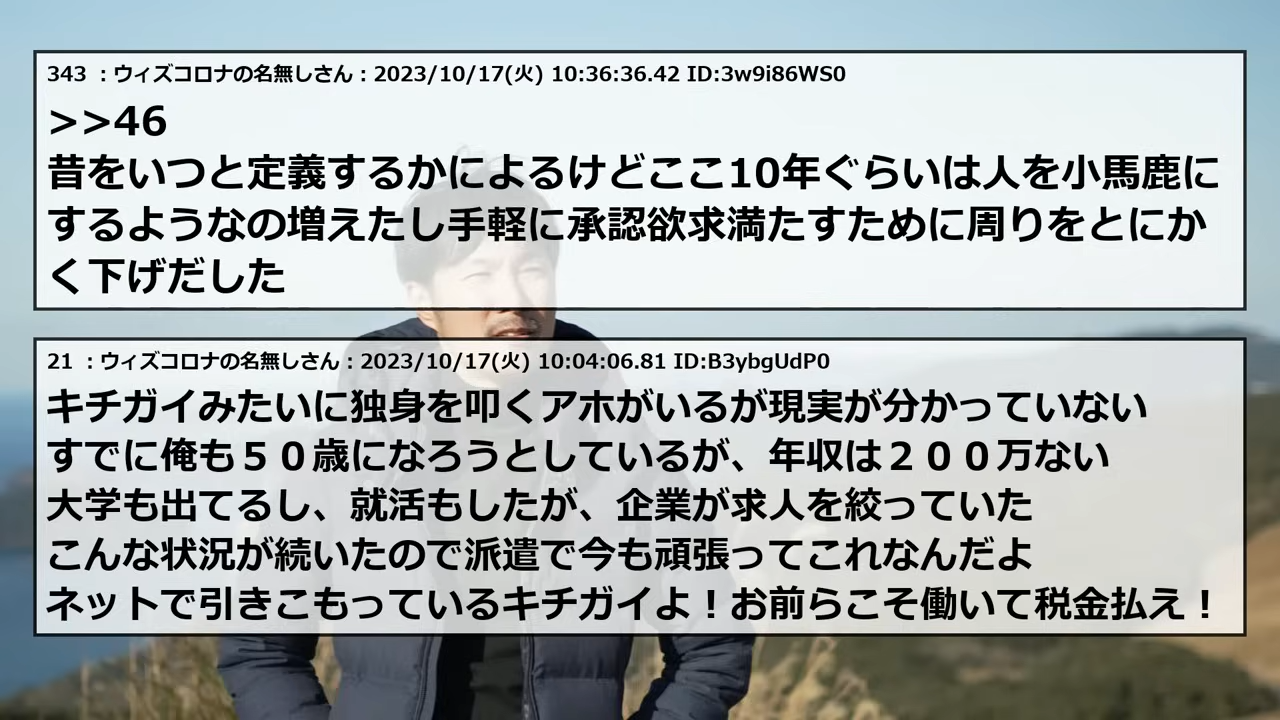 343 ：ウィズコロナの名無しさん：2023/10/17(火) 10:36:36.42 ID:3w9i86WS0
>>46
昔をいつと定義するかによるけどここ10年ぐらいは人を小馬鹿に
するようなの増えたし手軽に承認欲求満たすために周りをとにか
く下げだした
21 ：ウィズコロナの名無しさん：2023/10/17(火) 10:04:06.81 ID:B3ybgUdP0
キチガイみたいに独身を叩くアホがいるが現実が分かっていない
すでに俺も５０歳になろうとしているが、年収は２００万ない
大学も出てるし、就活もしたが、企業が求人を絞っていた
こんな状況が続いたので派遣で今も頑張ってこれなんだよ
ネットで引きこもっているキチガイよ！お前らこそ働いて税金払え！